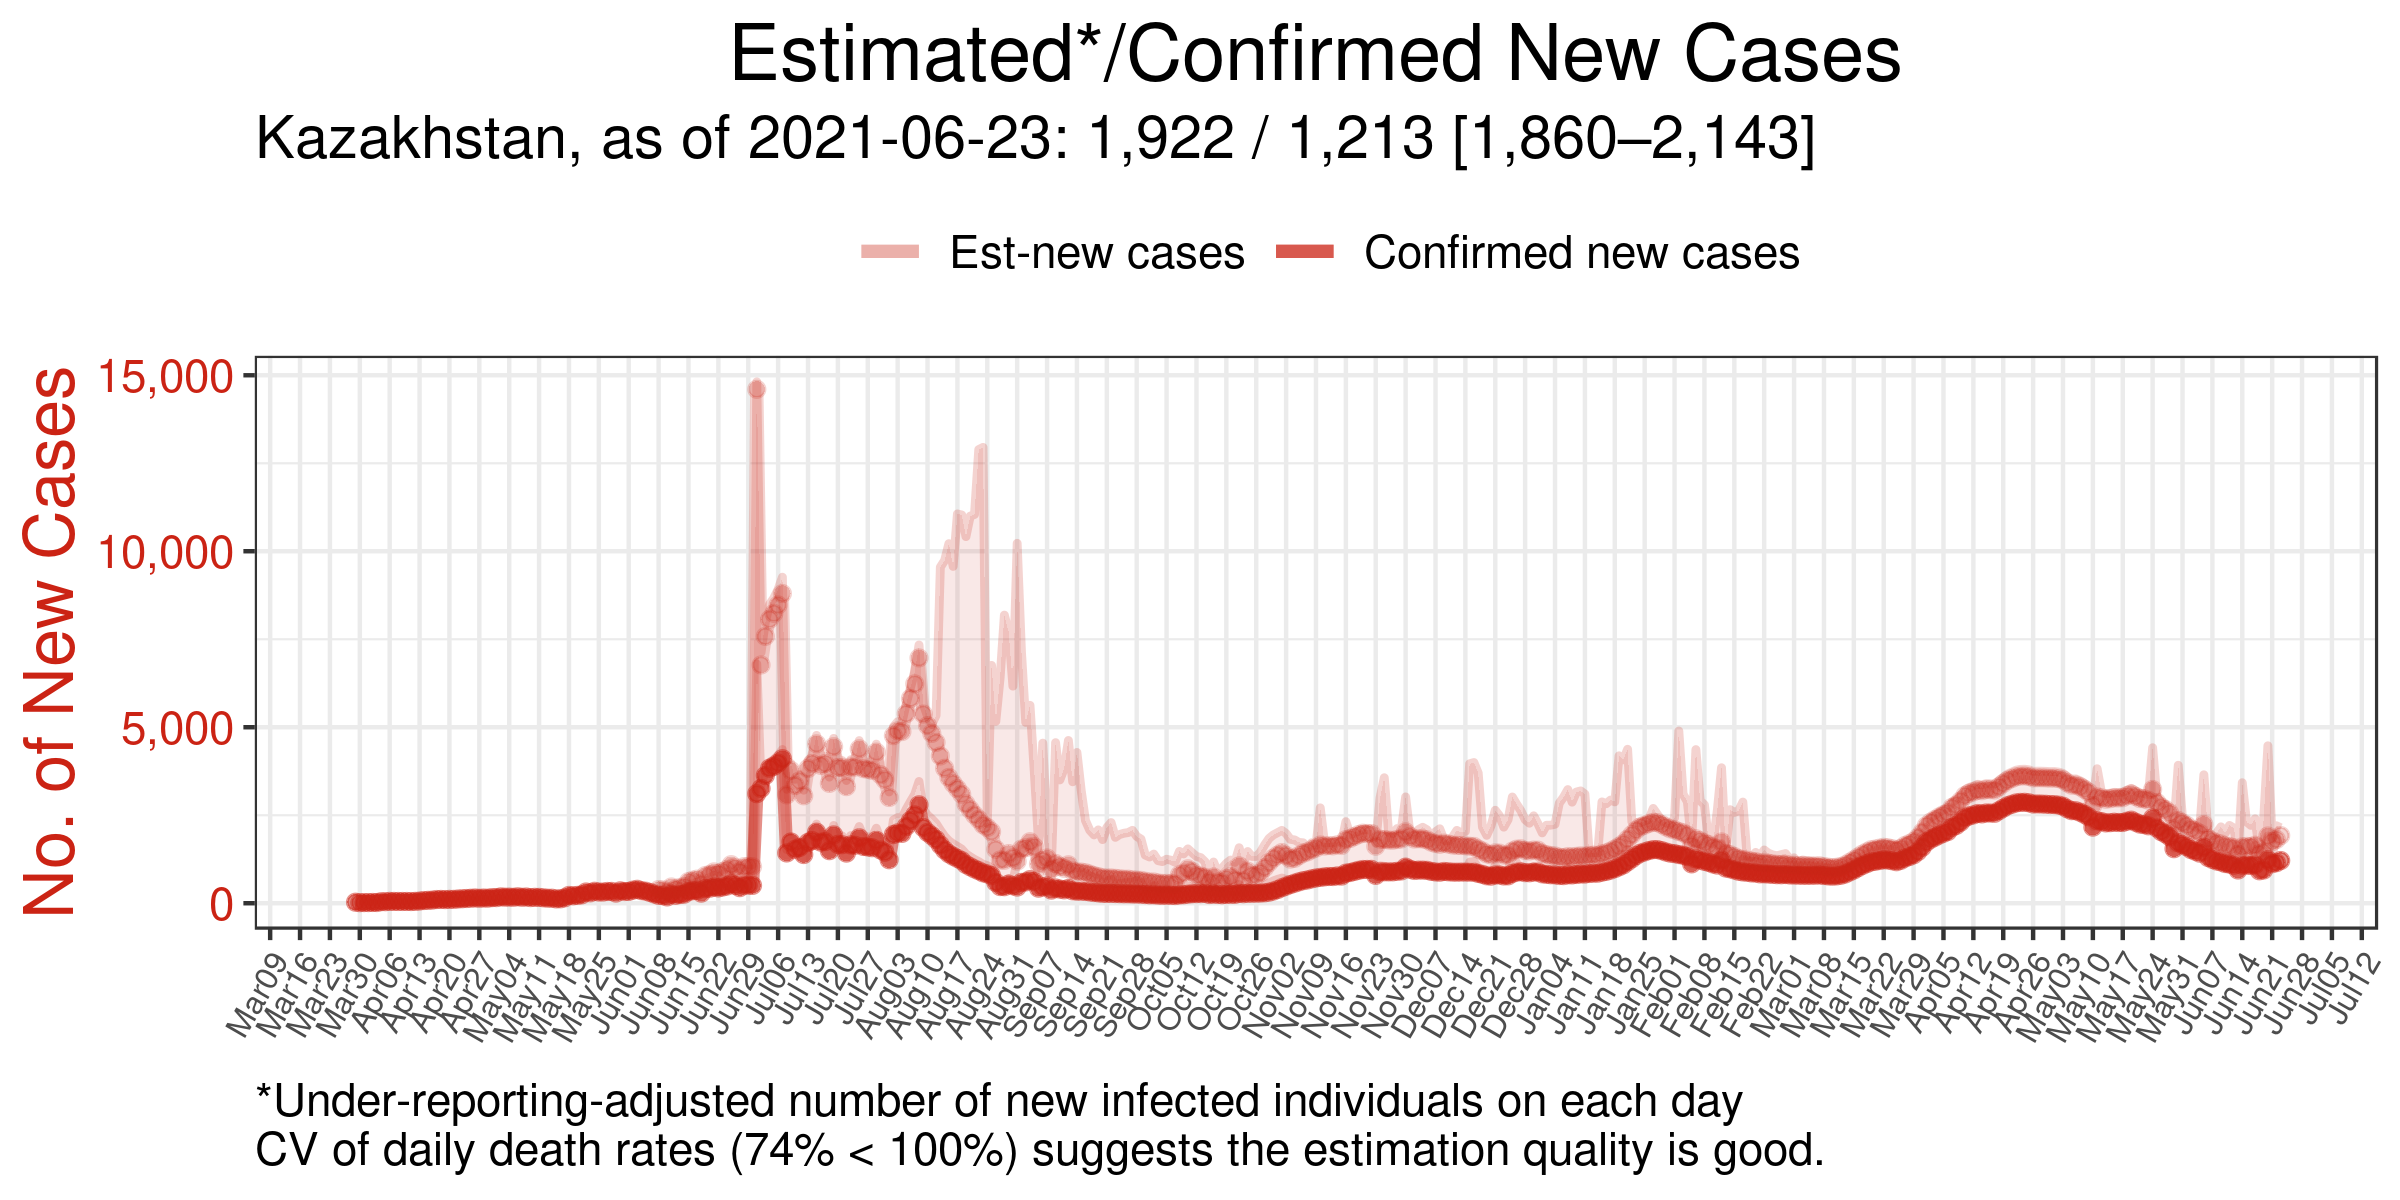 Estimated*/Confirmed New Cases
Kazakhstan, as of 2021-06-23: 1,922 / 1,213 [1,860–2,143]
Est-new cases
Confirmed new cases
No. of New Cases
15,000
10,000
5,000
0
Mar09
Mar16
Mar23
Mar30
Apr06
Apr13
Apr20
Apr27
May04
May11
May18
May25
Jun01
Jun08
Jun15
Jun22
Jun29
Jul06
Jul13
Jul20
Jul27
Aug03
Aug10
Aug17
Aug24
Aug31
Sep07
Sep14
Sep21
Sep28
Oct05
Oct12
Oct19
Oct26
Nov02
Nov09
Nov16
Nov23
Nov30
Dec07
Dec14
Dec21
Dec28
Jan04
Jan11
Jan18
Jan25
Feb01
Feb08
Feb15
Feb22
Mar01
Mar08
Mar15
Mar22
Mar29
Apr05
Apr12
Apr19
Apr26
May03
May10
May17
May24
May31
Jun07
Jun14
Jun21
Jun28
Jul05
Jul12
*Under-reporting-adjusted number of new infected individuals on each day
CV of daily death rates (74% < 100%) suggests the estimation quality is good.